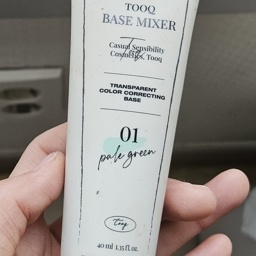 TOOQ
BASE MIXER
Casual Sensibility
Cosmetics, Tooq
TRANSPARENT
COLOR CORRECTING
BASE
01
pale green
Tooq
40 ml 1.35 fl. oz.